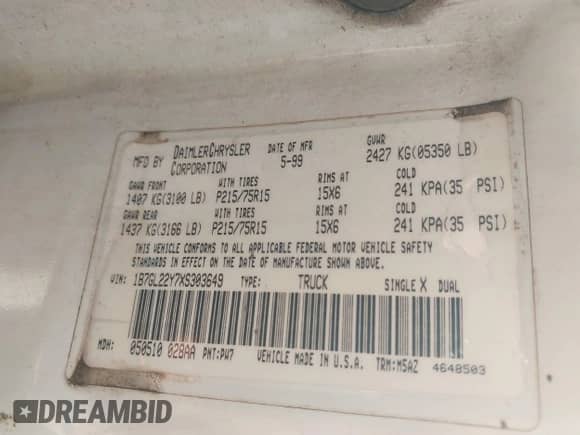 MFD BY DAIMLERCHRYSLER CORPORATION DATE OF MFR 5-99 GVWR 2427 KG(05350 LB)
GAWR FRONT WITH TIRES RIMS AT COLD
1407 KG(3100 LB) P215/75R15 15X6 241 KPA(35 PSI)
GAWR REAR WITH TIRES RIMS AT COLD
1437 KG(3166 LB) P215/75R15 15X6 241 KPA(35 PSI)
THIS VEHICLE CONFORMS TO ALL APPLICABLE FEDERAL MOTOR VEHICLE SAFETY
STANDARDS IN EFFECT ON THE DATE OF MANUFACTURE SHOWN ABOVE.
VIN: 1B7GL22Y7XS303649 TYPE: TRUCK SINGLE X DUAL
MDH: 050510 028AA PNT:PW7 VEHICLE MADE IN U.S.A. TRM:M5AZ 4648503
DREAMBID